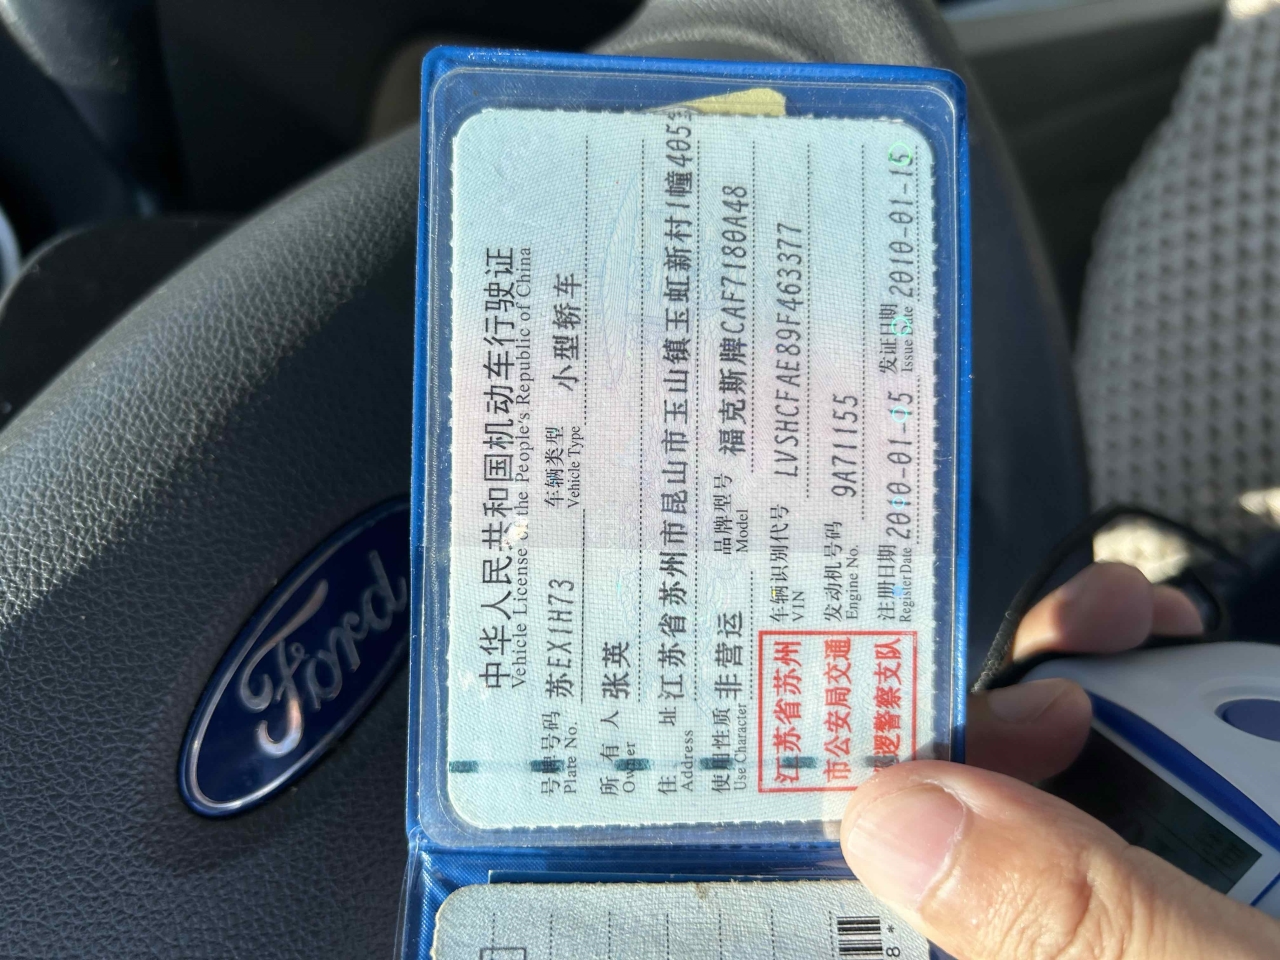 中华人民共和国机动车行驶证
Vehicle License of the People's Republic of China
号牌号码 苏EX1H73 车辆类型 小型轿车
Plate No. Vehicle Type
所有人 张英
Owner
住址 江苏省苏州市昆山市玉山镇玉虹新村1幢405
Address
使用性质 非营运 品牌型号 福克斯牌CAF7180A48
Use Character Model
车辆识别代号 LVSHCFAE89F463377
VIN
发动机号码 9A71155
Engine No.
注册日期 2010-01-15 发证日期 2010-01-15
Register Date Issue Date
江苏省苏州
市公安局交通
巡逻警察支队
Ford
8*